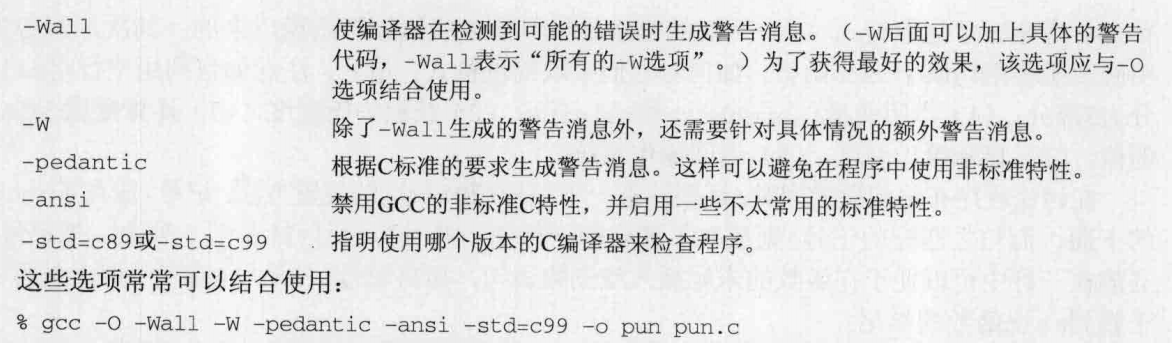 -Wall 使编译器在检测到可能的错误时生成警告消息。（-W后面可以加上具体的警告
代码，-Wall表示“所有的-W选项”。）为了获得最好的效果，该选项应与-O
选项结合使用。
-W 除了-Wall生成的警告消息外，还需要针对具体情况的额外警告消息。
-pedantic 根据C标准的要求生成警告消息。这样可以避免在程序中使用非标准特性。
-ansi 禁用GCC的非标准C特性，并启用一些不太常用的标准特性。
-std=c89或-std=c99 指明使用哪个版本的C编译器来检查程序。
这些选项常常可以结合使用：
% gcc -O -Wall -W -pedantic -ansi -std=c99 -o pun pun.c